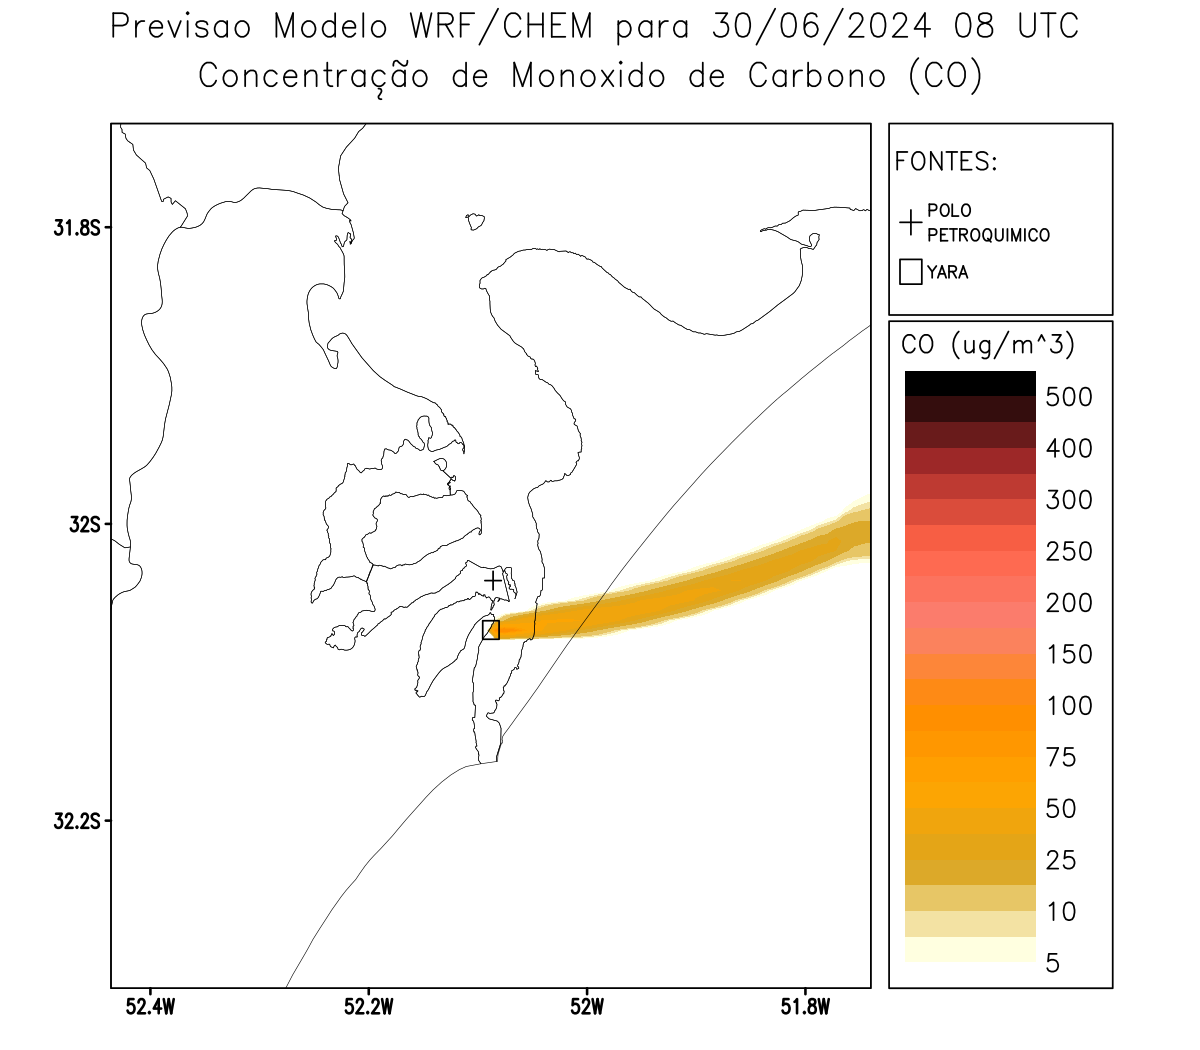 Previsao Modelo WRF/CHEM para 30/06/2024 08 UTC
Concentração de Monoxido de Carbono (CO)
FONTES:
POLO
PETROQUIMICO
YARA
CO (ug/m^3)
500
400
300
250
200
150
100
75
50
25
10
5
31.8S
32S
32.2S
52.4W
52.2W
52W
51.8W